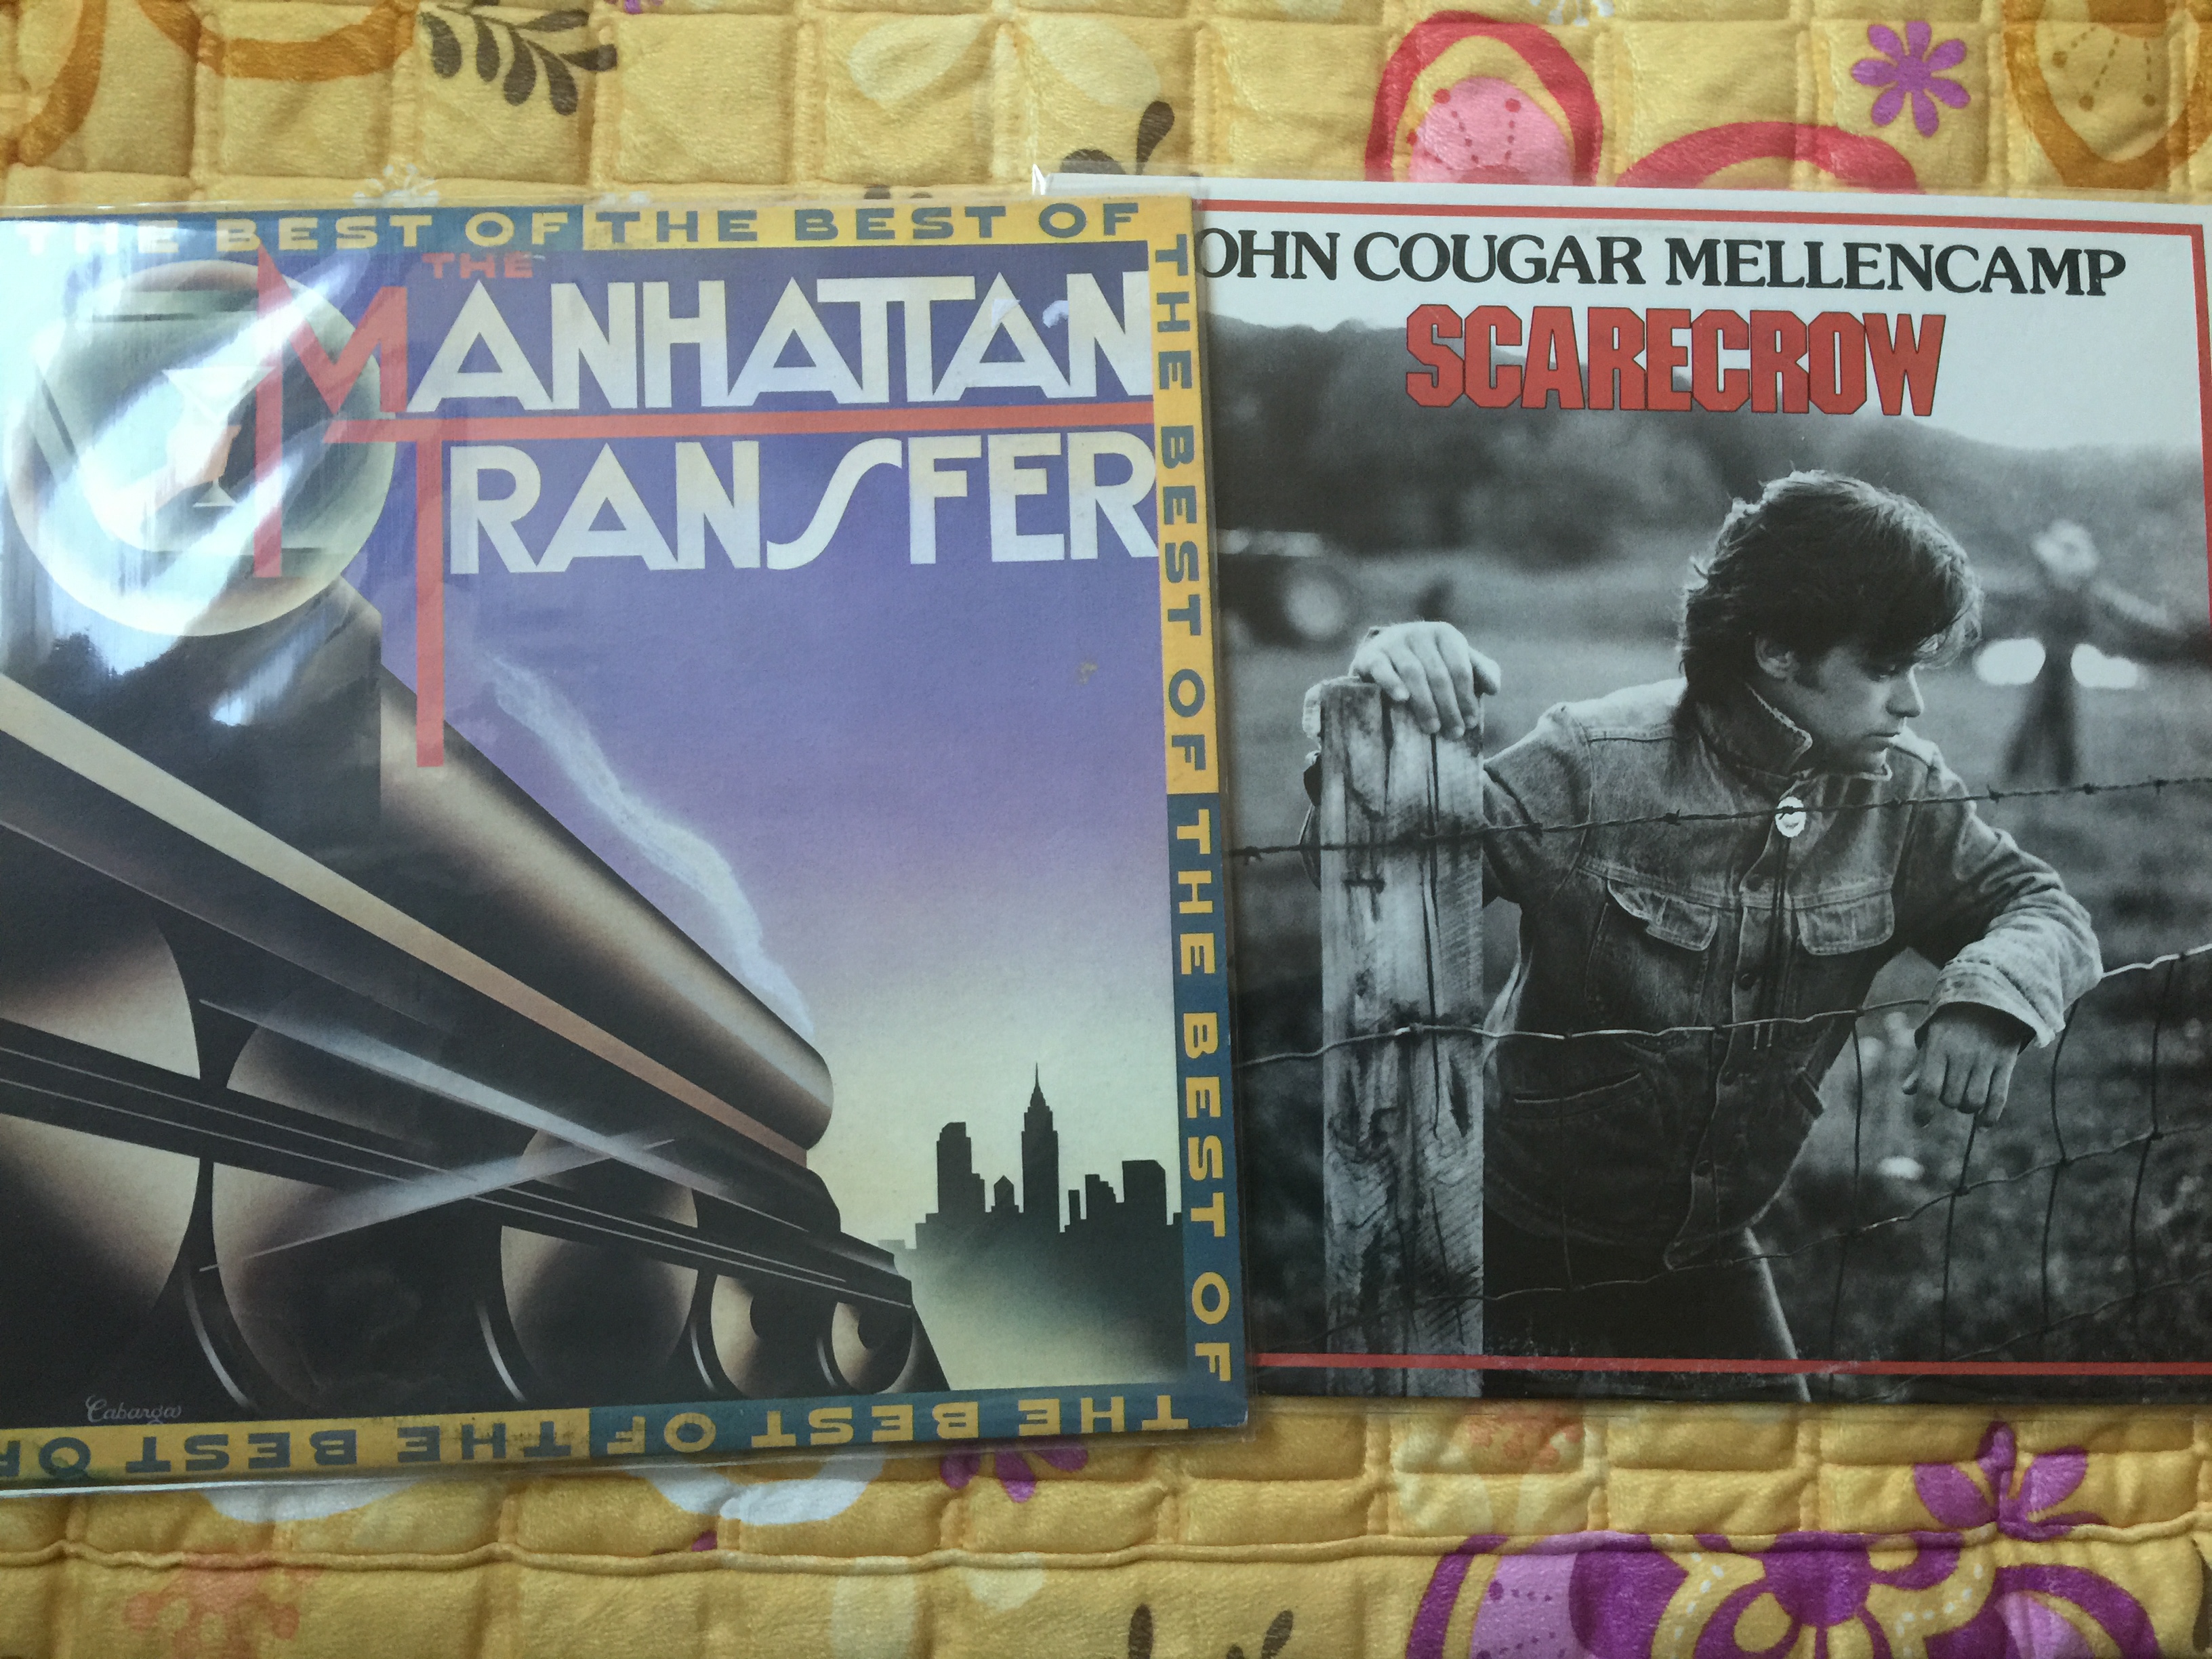 THE BEST OF THE BEST OF
THE
MANHATTAN
TRANSFER
THE BEST OF THE BEST OF
THE BEST OF THE BEST OF
Cabarga
OHN COUGAR MELLENCAMP
SCARECROW